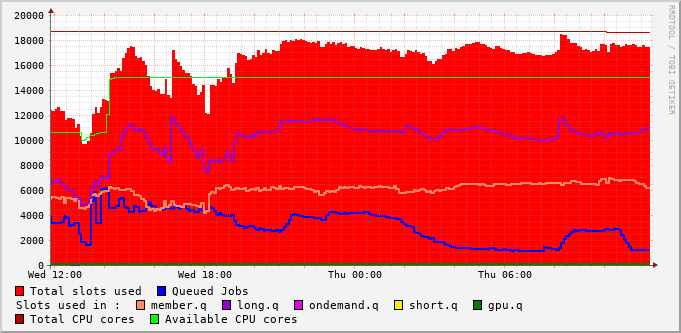 20000
18000
16000
14000
12000
10000
8000
6000
4000
2000
0
Wed 12:00 Wed 18:00 Thu 00:00 Thu 06:00
RRDTOOL / TOBI OETIKER
Total slots used Queued Jobs
Slots used in : member.q long.q ondemand.q short.q gpu.q
Total CPU cores Available CPU cores